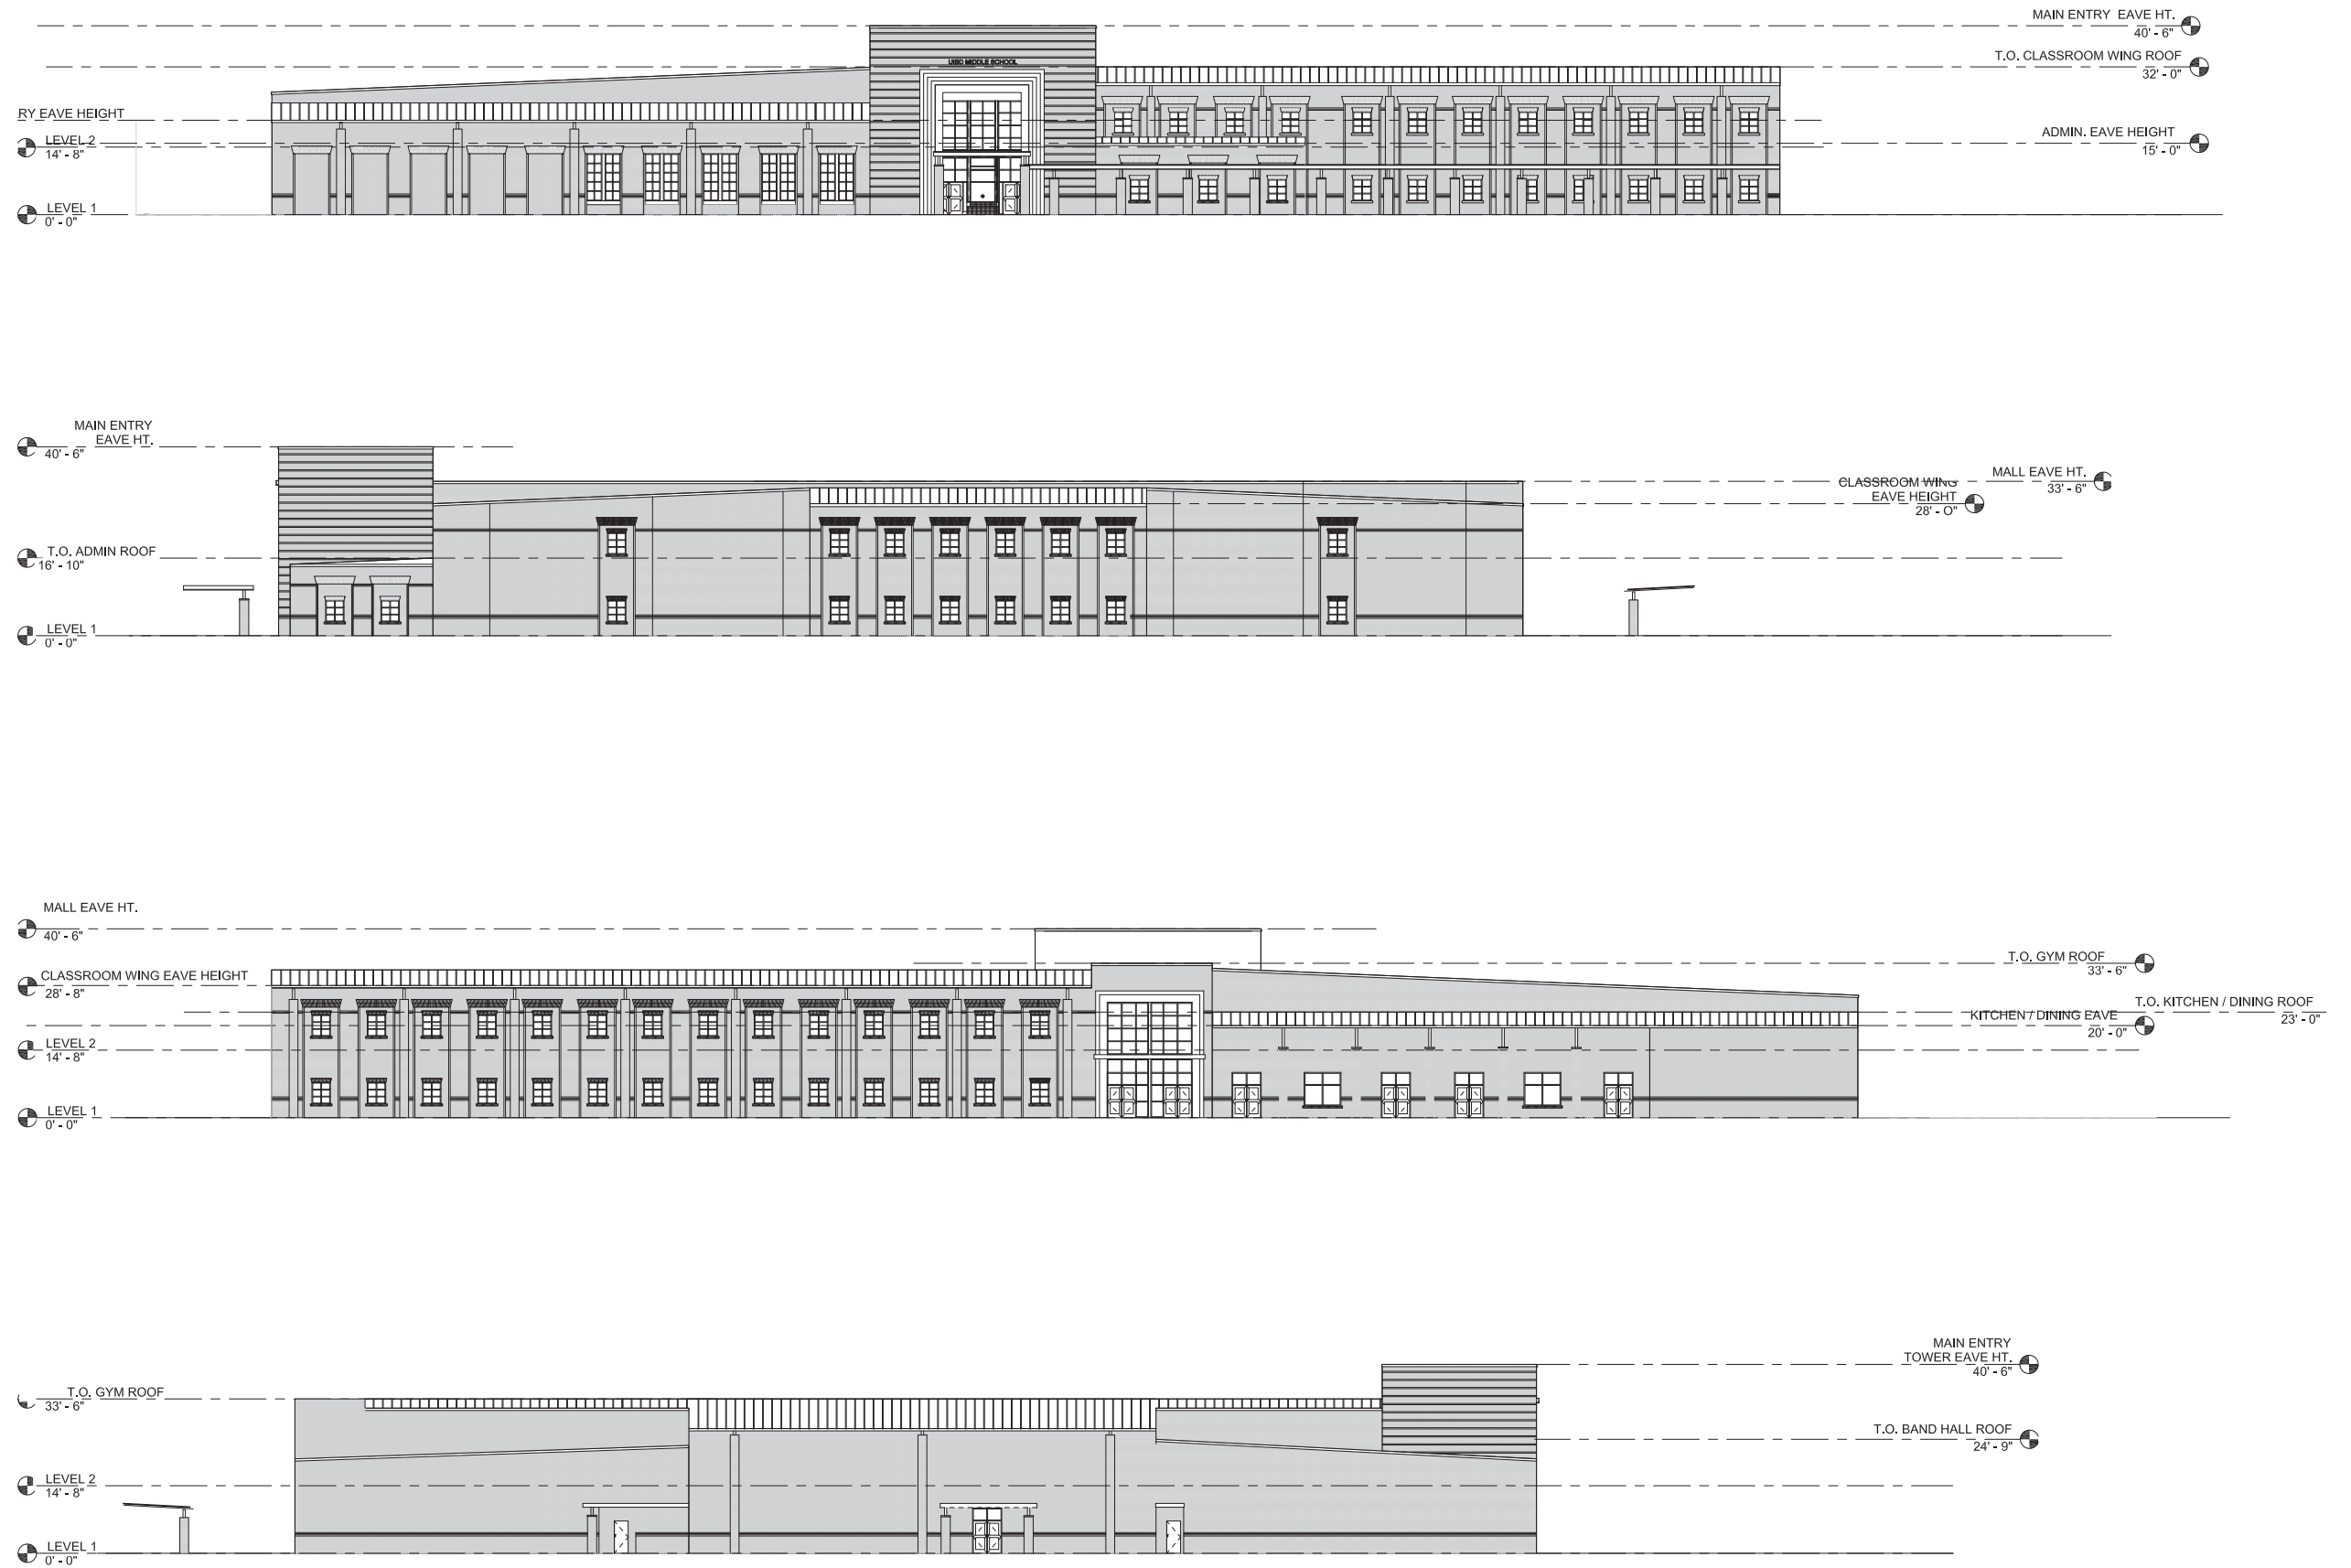 MAIN ENTRY EAVE HT.
40' - 6"
T.O. CLASSROOM WING ROOF
32' - 0"
UISD MIDDLE SCHOOL
RY EAVE HEIGHT
LEVEL 2
14' - 8"
ADMIN. EAVE HEIGHT
15' - 0"
LEVEL 1
0' - 0"
MAIN ENTRY
EAVE HT.
40' - 6"
MALL EAVE HT.
33' - 6"
CLASSROOM WING
EAVE HEIGHT
28' - O"
T.O. ADMIN ROOF
16' - 10"
LEVEL 1
0' - 0"
MALL EAVE HT.
40' - 6"
T.O. GYM ROOF
33' - 6"
CLASSROOM WING EAVE HEIGHT
28' - 8"
T.O. KITCHEN / DINING ROOF
23' - 0"
KITCHEN / DINING EAVE
20' - 0"
LEVEL 2
14' - 8"
LEVEL 1
0' - 0"
MAIN ENTRY
TOWER EAVE HT.
40' - 6"
T.O. GYM ROOF
33' - 6"
T.O. BAND HALL ROOF
24' - 9"
LEVEL 2
14' - 8"
LEVEL 1
0' - 0"